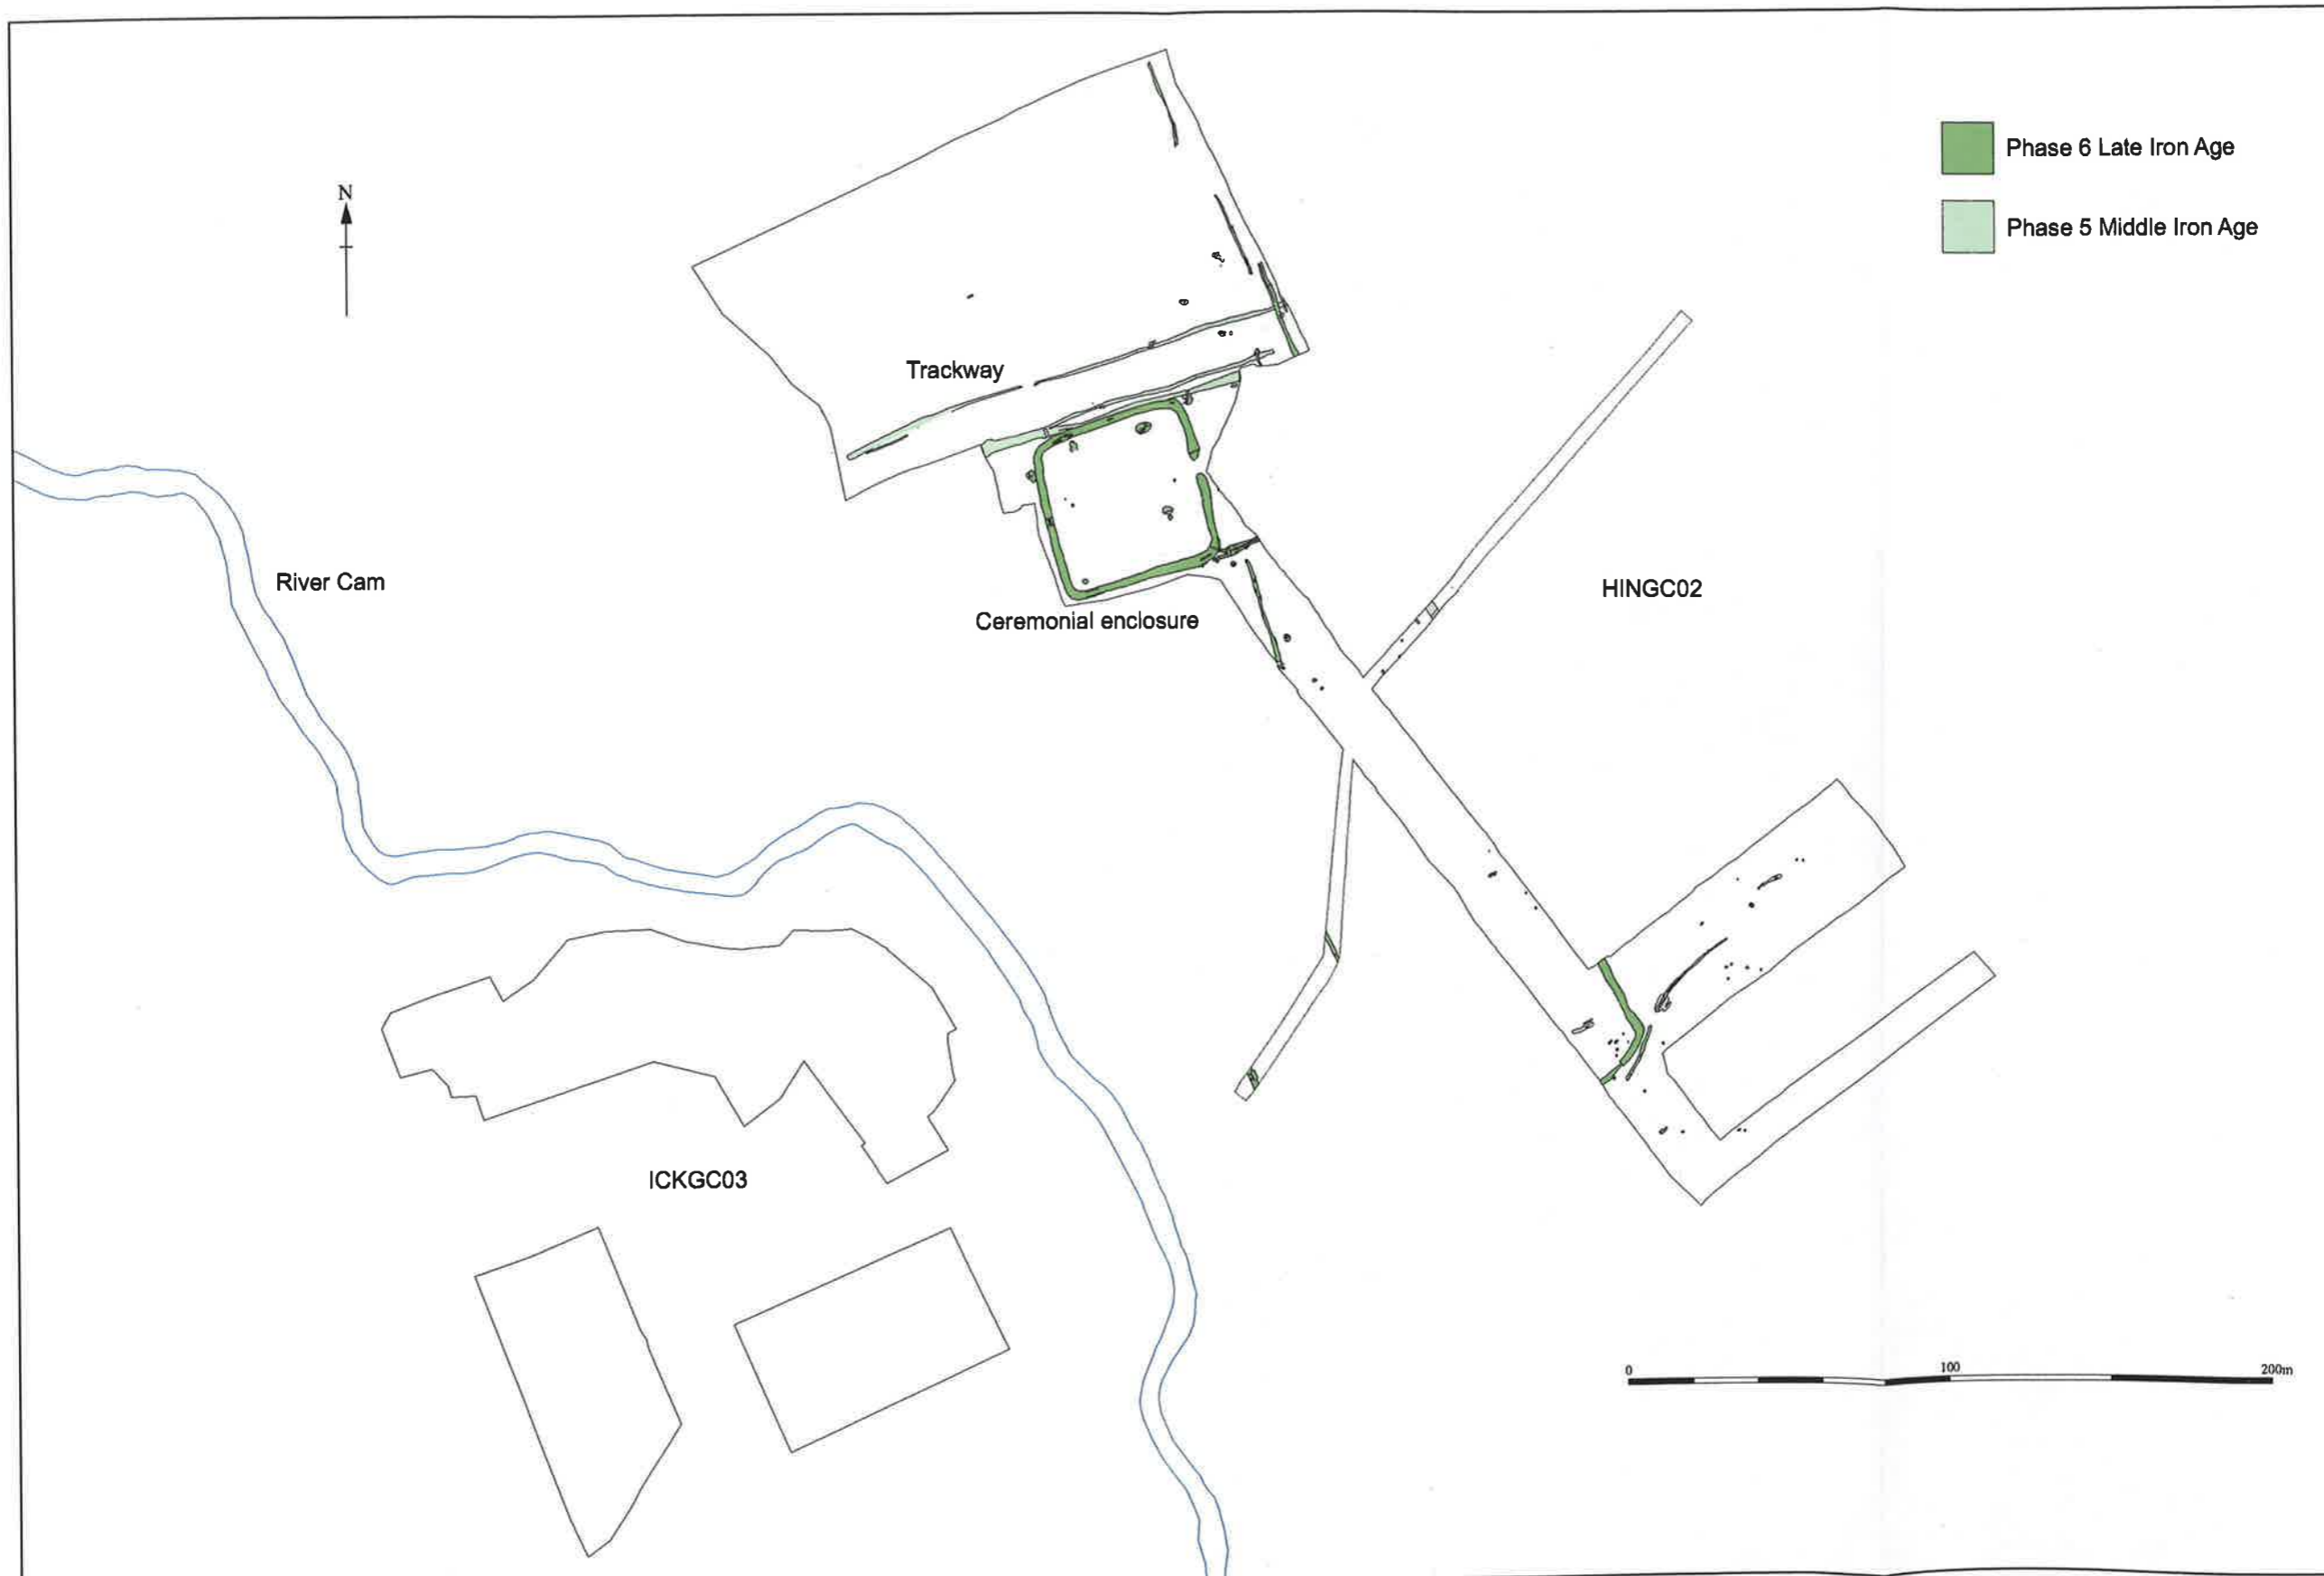 N
Phase 6 Late Iron Age
Phase 5 Middle Iron Age
Trackway
River Cam
Ceremonial enclosure
HINGC02
ICKGC03
0 100 200m